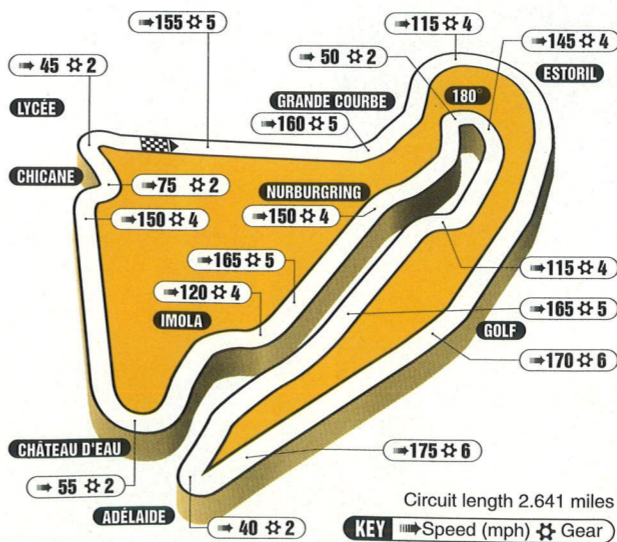 ➟155 ✲ 5
➟115 ✲ 4
➟ 45 ✲ 2
➟ 50 ✲ 2
➟145 ✲ 4
ESTORIL
LYCÉE
GRANDE COURBE
180°
➟160 ✲ 5
CHICANE
➟75 ✲ 2
NURBURGRING
➟150 ✲ 4
➟150 ✲ 4
➟165 ✲ 5
➟115 ✲ 4
➟120 ✲ 4
IMOLA
➟165 ✲ 5
GOLF
➟170 ✲ 6
CHÂTEAU D'EAU
➟175 ✲ 6
➟ 55 ✲ 2
ADÉLAIDE
➟ 40 ✲ 2
Circuit length 2.641 miles
KEY ➟Speed (mph) ✲ Gear